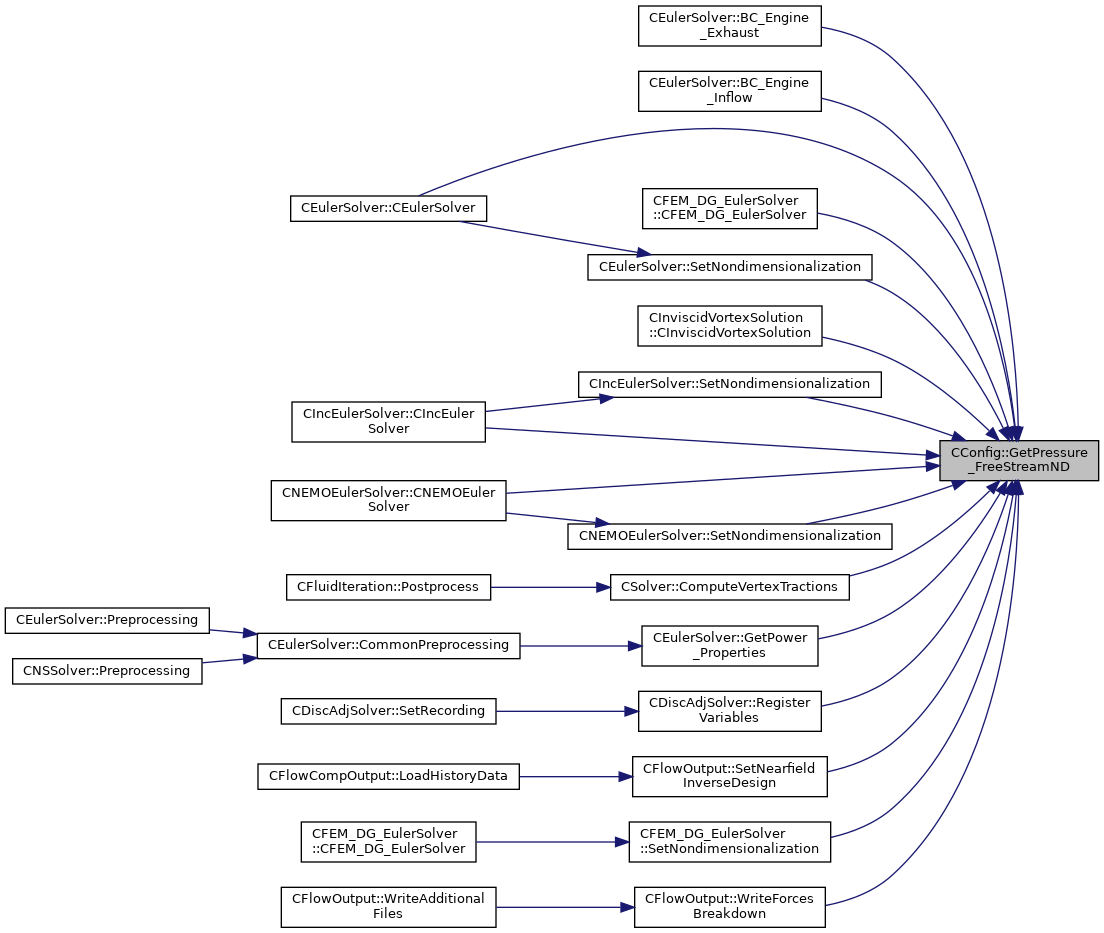 CEulerSolver::BC_Engine
_Exhaust
CEulerSolver::BC_Engine
_Inflow
CEulerSolver::CEulerSolver
CFEM_DG_EulerSolver
::CFEM_DG_EulerSolver
CEulerSolver::SetNondimensionalization
CInviscidVortexSolution
::CInviscidVortexSolution
CIncEulerSolver::SetNondimensionalization
CIncEulerSolver::CIncEuler
Solver
CConfig::GetPressure
_FreeStreamND
CNEMOEulerSolver::CNEMOEuler
Solver
CNEMOEulerSolver::SetNondimensionalization
CFluidIteration::Postprocess
CSolver::ComputeVertexTractions
CEulerSolver::Preprocessing
CNSSolver::Preprocessing
CEulerSolver::CommonPreprocessing
CEulerSolver::GetPower
_Properties
CDiscAdjSolver::SetRecording
CDiscAdjSolver::Register
Variables
CFlowCompOutput::LoadHistoryData
CFlowOutput::SetNearfield
InverseDesign
CFEM_DG_EulerSolver
::CFEM_DG_EulerSolver
CFEM_DG_EulerSolver
::SetNondimensionalization
CFlowOutput::WriteAdditional
Files
CFlowOutput::WriteForces
Breakdown